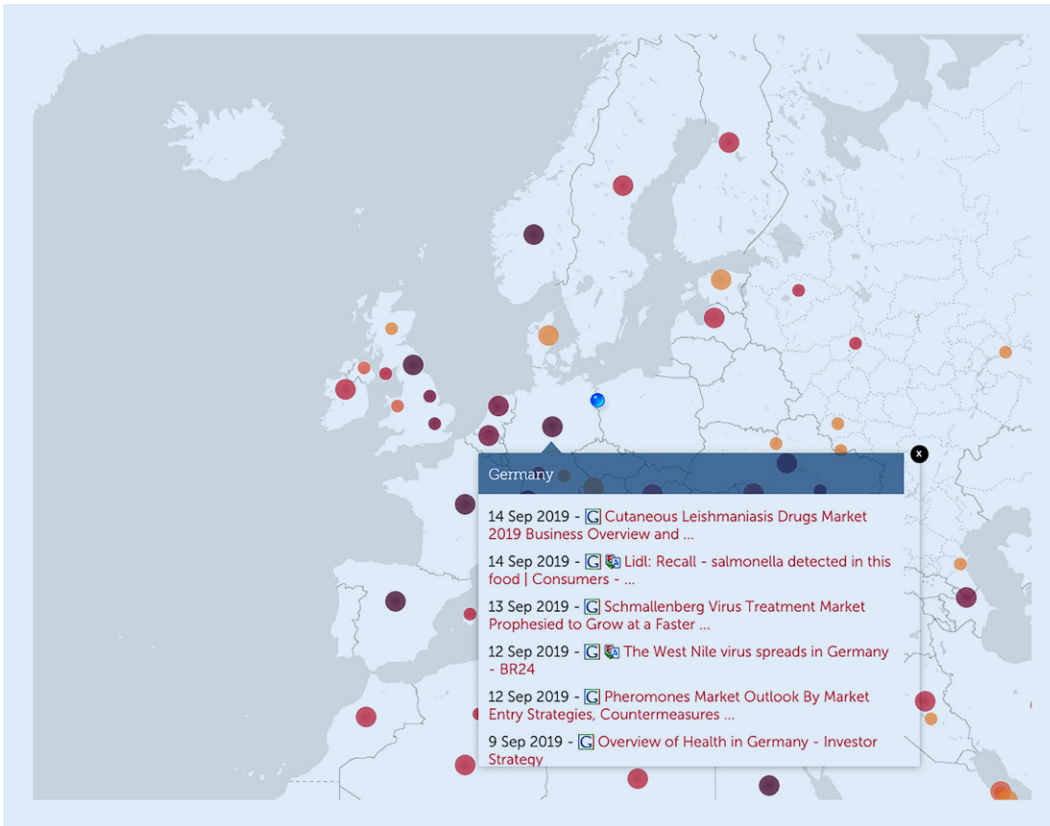 x
Germany
14 Sep 2019 - G Cutaneous Leishmaniasis Drugs Market
2019 Business Overview and ...
14 Sep 2019 - G Lidl: Recall - salmonella detected in this
food | Consumers - ...
13 Sep 2019 - G Schmallenberg Virus Treatment Market
Prophesied to Grow at a Faster ...
12 Sep 2019 - G The West Nile virus spreads in Germany
- BR24
12 Sep 2019 - G Pheromones Market Outlook By Market
Entry Strategies, Countermeasures ...
9 Sep 2019 - G Overview of Health in Germany - Investor
Strategy